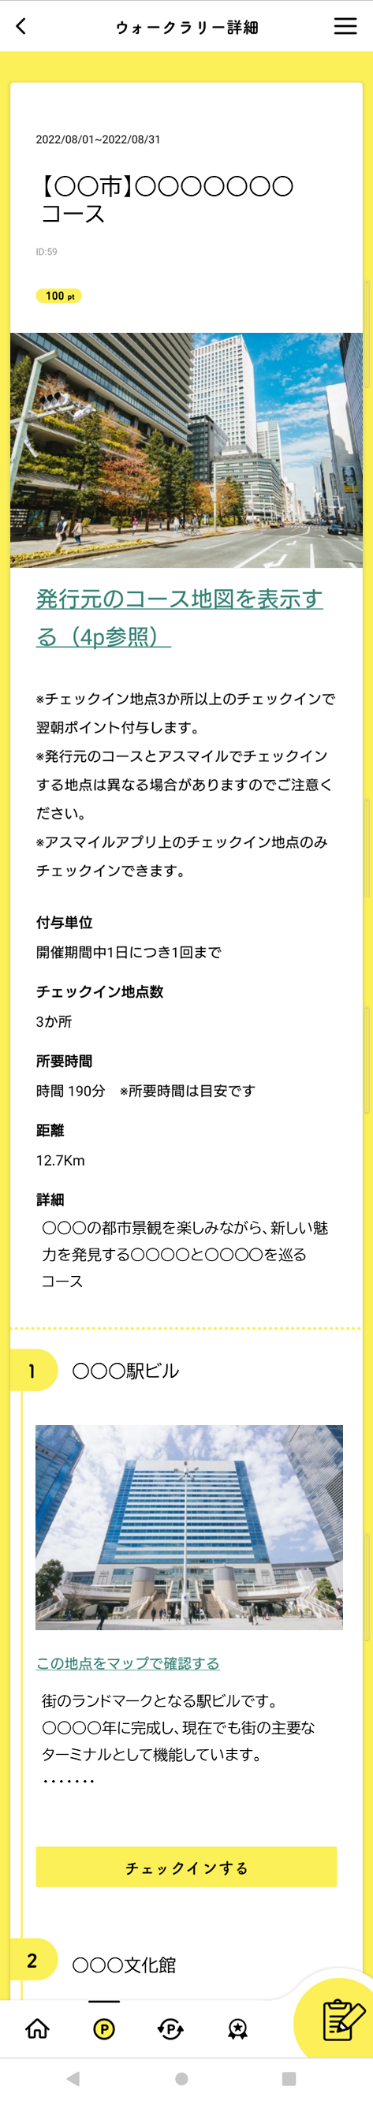 ウォークラリー詳細
2022/08/01~2022/08/31
【〇〇市】〇〇〇〇〇〇〇
コース
ID:59
100 pt
発行元のコース地図を表示す
る（4p参照）
※チェックイン地点3か所以上のチェックインで
翌朝ポイント付与します。
※発行元のコースとアスマイルでチェックイン
する地点は異なる場合がありますのでご注意く
ださい。
※アスマイルアプリ上のチェックイン地点のみ
チェックインできます。
付与単位
開催期間中1日につき1回まで
チェックイン地点数
3か所
所要時間
時間 190分　※所要時間は目安です
距離
12.7Km
詳細
〇〇〇の都市景観を楽しみながら、新しい魅
力を発見する〇〇〇〇と〇〇〇〇を巡る
コース
1 〇〇〇駅ビル
この地点をマップで確認する
街のランドマークとなる駅ビルです。
〇〇〇〇年に完成し、現在でも街の主要な
ターミナルとして機能しています。
・・・・・・・
チェックインする
2 〇〇〇文化館
P
P